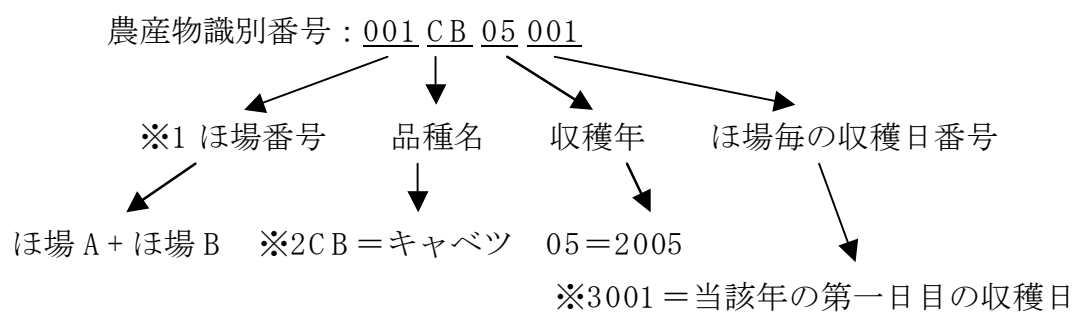 農産物識別番号：001 CB 05 001
※1 ほ場番号 品種名 収穫年 ほ場毎の収穫日番号
ほ場A+ほ場B ※2CB＝キャベツ 05＝2005
※3001＝当該年の第一日目の収穫日